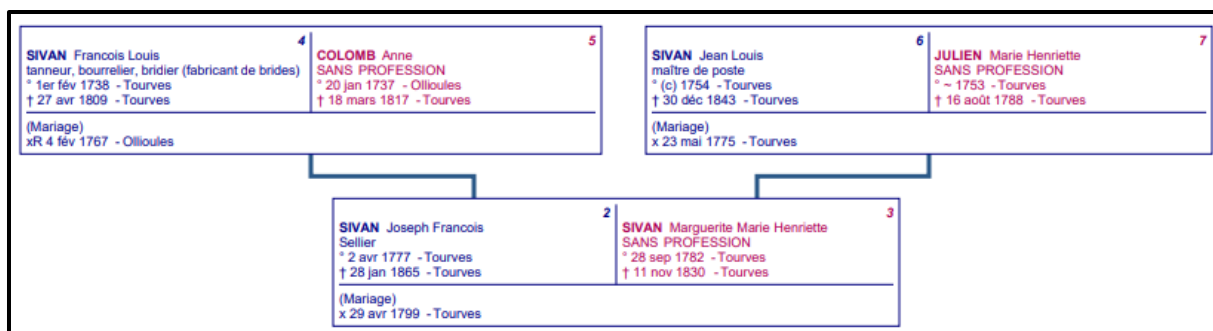 4
SIVAN Francois Louis
tanneur, bourrelier, bridier (fabricant de brides)
° 1er fév 1738 - Tourves
† 27 avr 1809 - Tourves
5
COLOMB Anne
SANS PROFESSION
° 20 jan 1737 - Ollioules
† 18 mars 1817 - Tourves
(Mariage)
xR 4 fév 1767 - Ollioules
6
SIVAN Jean Louis
maître de poste
° (c) 1754 - Tourves
† 30 déc 1843 - Tourves
7
JULIEN Marie Henriette
SANS PROFESSION
° ~ 1753 - Tourves
† 16 août 1788 - Tourves
(Mariage)
x 23 mai 1775 - Tourves
2
SIVAN Joseph Francois
Sellier
° 2 avr 1777 - Tourves
† 28 jan 1865 - Tourves
3
SIVAN Marguerite Marie Henriette
SANS PROFESSION
° 28 sep 1782 - Tourves
† 11 nov 1830 - Tourves
(Mariage)
x 29 avr 1799 - Tourves